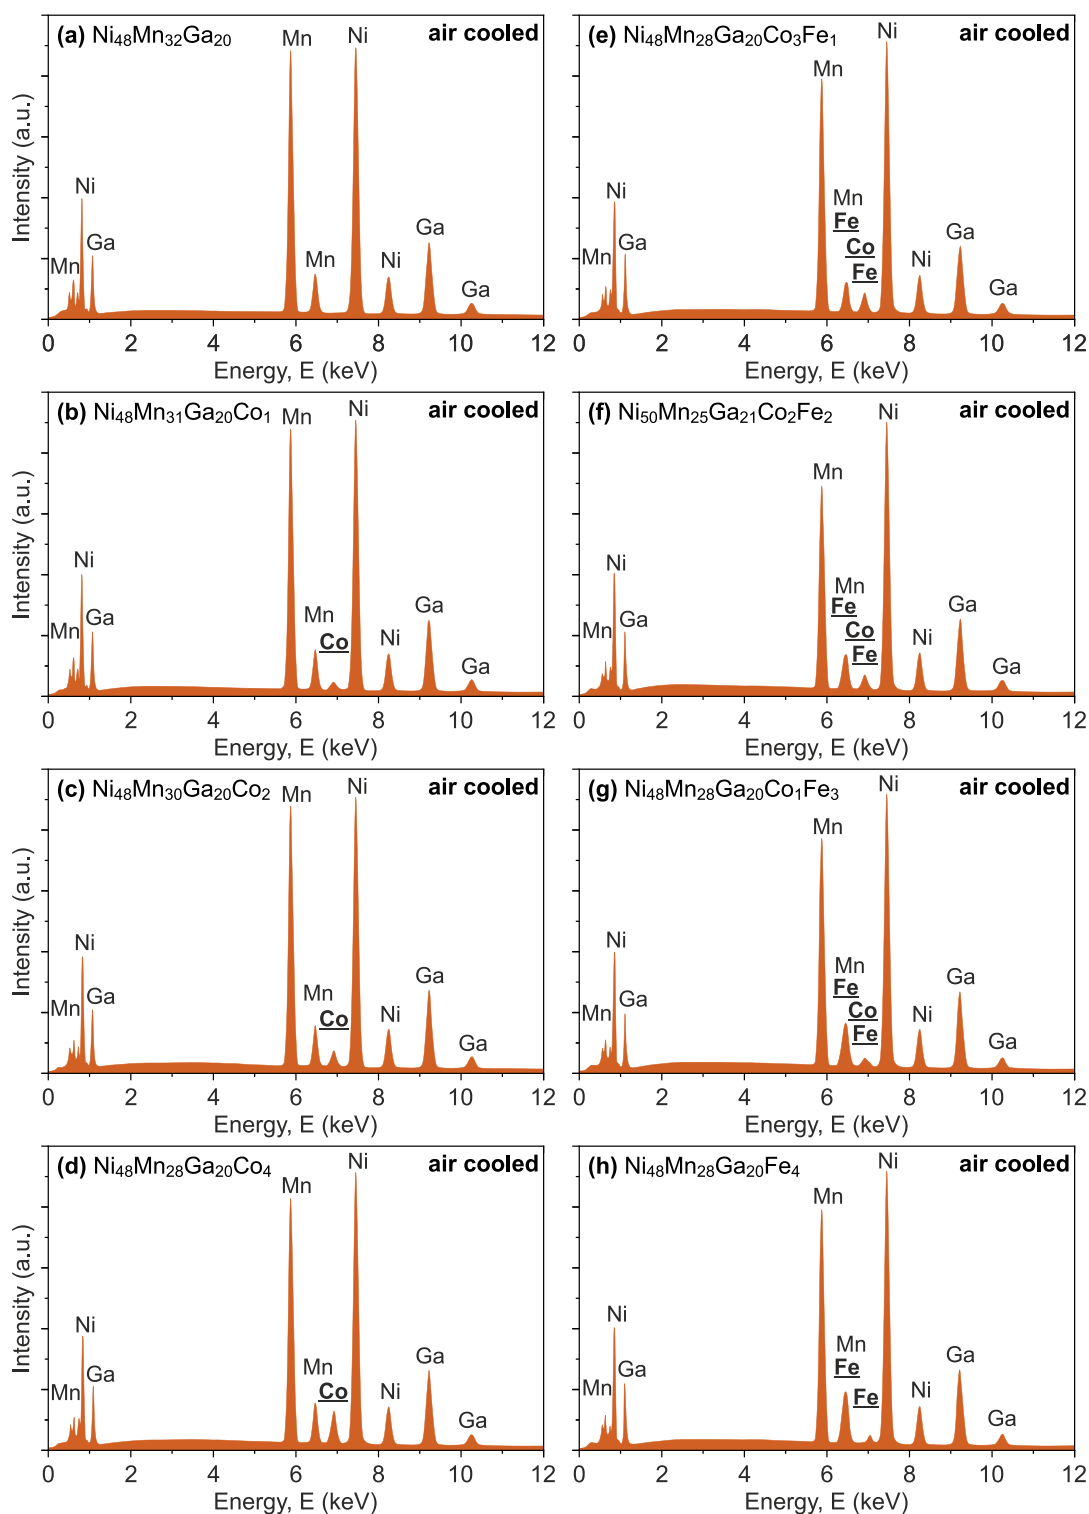 (a) Ni₄₈Mn₃₂Ga₂₀ air cooled
Mn Ni
Ni
Ga Ga
Mn Mn Ni
Ga
Intensity (a.u.)
0 2 4 6 8 10 12
Energy, E (keV)
(e) Ni₄₈Mn₂₈Ga₂₀Co₃Fe₁ air cooled
Ni
Mn
Ni Mn
Fe
Ga Co Ga
Mn Fe Ni
Ga
0 2 4 6 8 10 12
Energy, E (keV)
(b) Ni₄₈Mn₃₁Ga₂₀Co₁ air cooled
Mn Ni
Ni
Ga Mn Ga
Mn Co Ni
Ga
Intensity (a.u.)
0 2 4 6 8 10 12
Energy, E (keV)
(f) Ni₅₀Mn₂₅Ga₂₁Co₂Fe₂ air cooled
Ni
Mn
Ni Mn
Fe
Ga Co Ga
Mn Fe Ni
Ga
0 2 4 6 8 10 12
Energy, E (keV)
(c) Ni₄₈Mn₃₀Ga₂₀Co₂ air cooled
Mn Ni
Ni
Ga Mn Ga
Mn Co Ni
Ga
Intensity (a.u.)
0 2 4 6 8 10 12
Energy, E (keV)
(g) Ni₄₈Mn₂₈Ga₂₀Co₁Fe₃ air cooled
Ni
Mn
Ni Mn
Fe
Ga Co Ga
Mn Fe Ni
Ga
0 2 4 6 8 10 12
Energy, E (keV)
(d) Ni₄₈Mn₂₈Ga₂₀Co₄ air cooled
Mn Ni
Ni
Ga Mn Ga
Mn Co Ni
Ga
Intensity (a.u.)
0 2 4 6 8 10 12
Energy, E (keV)
(h) Ni₄₈Mn₂₈Ga₂₀Fe₄ air cooled
Ni
Mn
Ni Mn
Ga Fe Ga
Mn Fe Ni
Ga
0 2 4 6 8 10 12
Energy, E (keV)